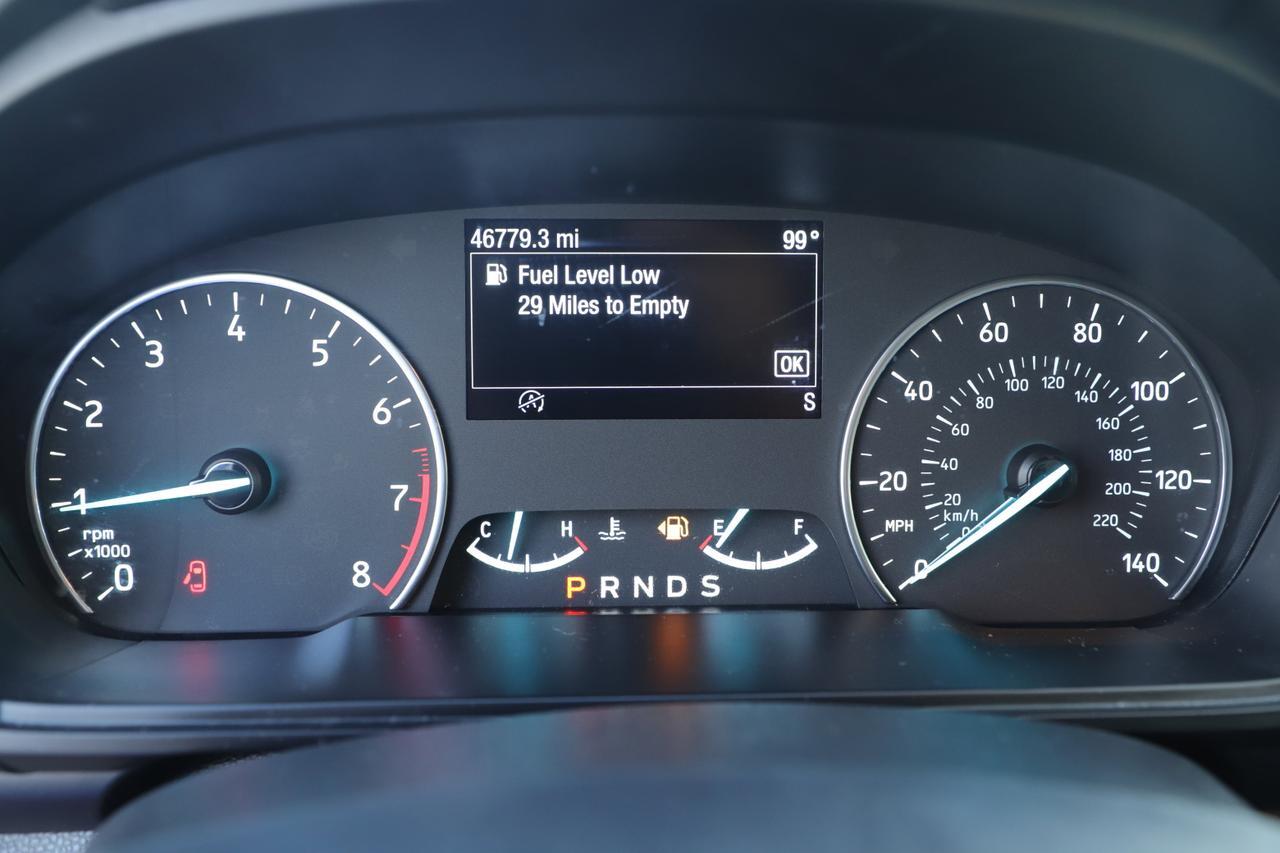 46779.3 mi 99°
Fuel Level Low
29 Miles to Empty
OK
A S
0 1 2 3 4 5 6 7 8
rpm
x1000
C H E F
P R N D S
0 20 40 60 80 100 120 140
MPH
0 20 40 60 80 100 120 140 160 180 200 220
km/h